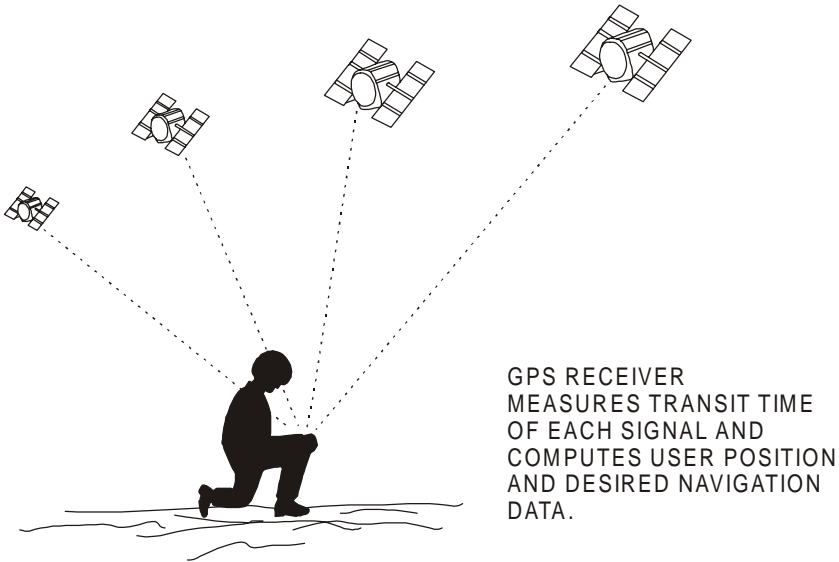 GPS RECEIVER
MEASURES TRANSIT TIME
OF EACH SIGNAL AND
COMPUTES USER POSITION
AND DESIRED NAVIGATION
DATA.